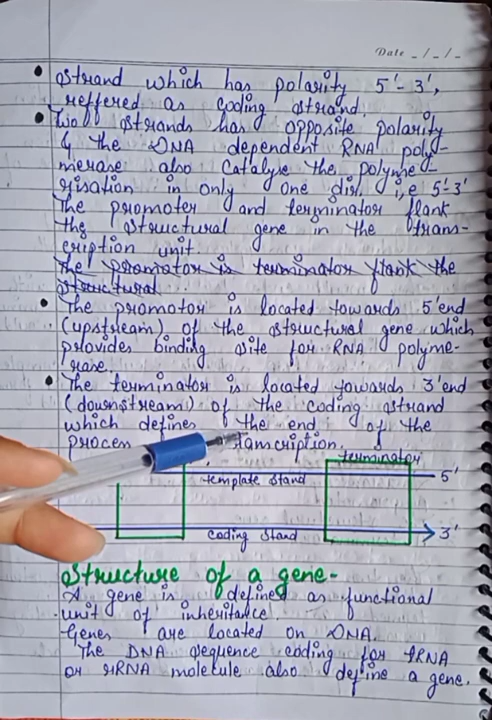 Date _/_/_
• Strand which has polarity 5'-3',
reffered as coding strand.
• Two strands has opposite polarity
& the DNA dependent RNA poly-
merase also catalyse the polyme-
risation in only one dir. i,e 5'-3'
The promoter and terminator flank
the structural gene in the trans-
cription unit.
The promotor is terminator flank the
structural
• The promotor is located towards 5' end
(upstream) of the structural gene which
provides binding site for RNA polyme-
rase.
• The terminator is located towards 3' end
(downstream) of the coding strand
which defines the end of the
proces
tamscription.
terminator
template Stand 5'
Coding Stand 3'
Structure of a gene-
A gene is defined as functional
unit of inheritance.
Genes are located on DNA.
The DNA sequence coding for tRNA
or rRNA molecule also define a gene.